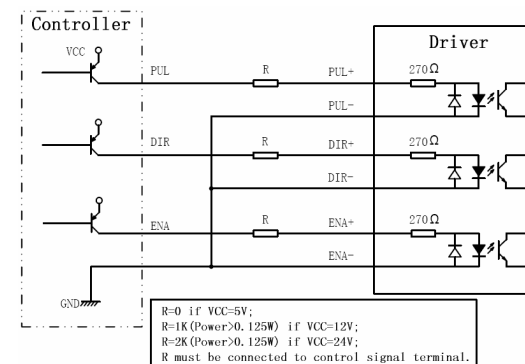 Controller
Driver
VCC
PUL
R
PUL+
270Ω
PUL-
DIR
R
DIR+
270Ω
DIR-
ENA
R
ENA+
270Ω
ENA-
GND
R=0 if VCC=5V;
R=1K(Power>0.125W) if VCC=12V;
R=2K(Power>0.125W) if VCC=24V;
R must be connected to control signal terminal.